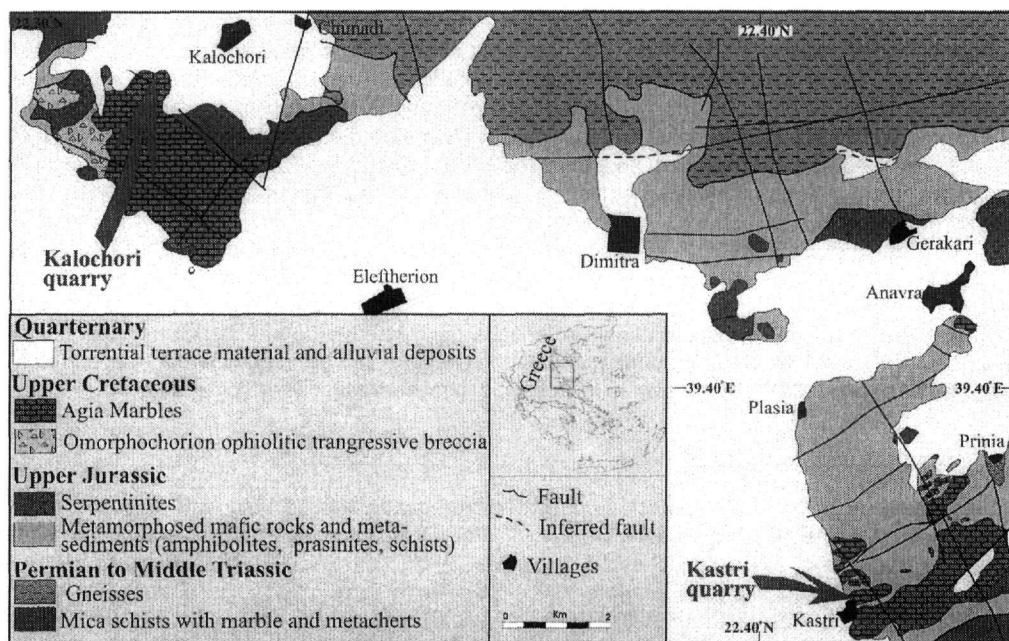 22.30°N
22.40°N
Kalochori
Kalochori
quarry
Eleftherion
Dimitra
Gerakari
Anavra
39.40°E
39.40°E
Plasia
Prinia
Kastri
quarry
Kastri
22.40°N
Quarternary
Torrential terrace material and alluvial deposits
Upper Cretaceous
Agia Marbles
Omorphochorion ophiolitic trangressive breccia
Upper Jurassic
Serpentinites
Metamorphosed mafic rocks and meta-
sediments (amphibolites, prasinites, schists)
Permian to Middle Triassic
Gneisses
Mica schists with marble and metacherts
Greece
Fault
Inferred fault
Villages
0 Km 2